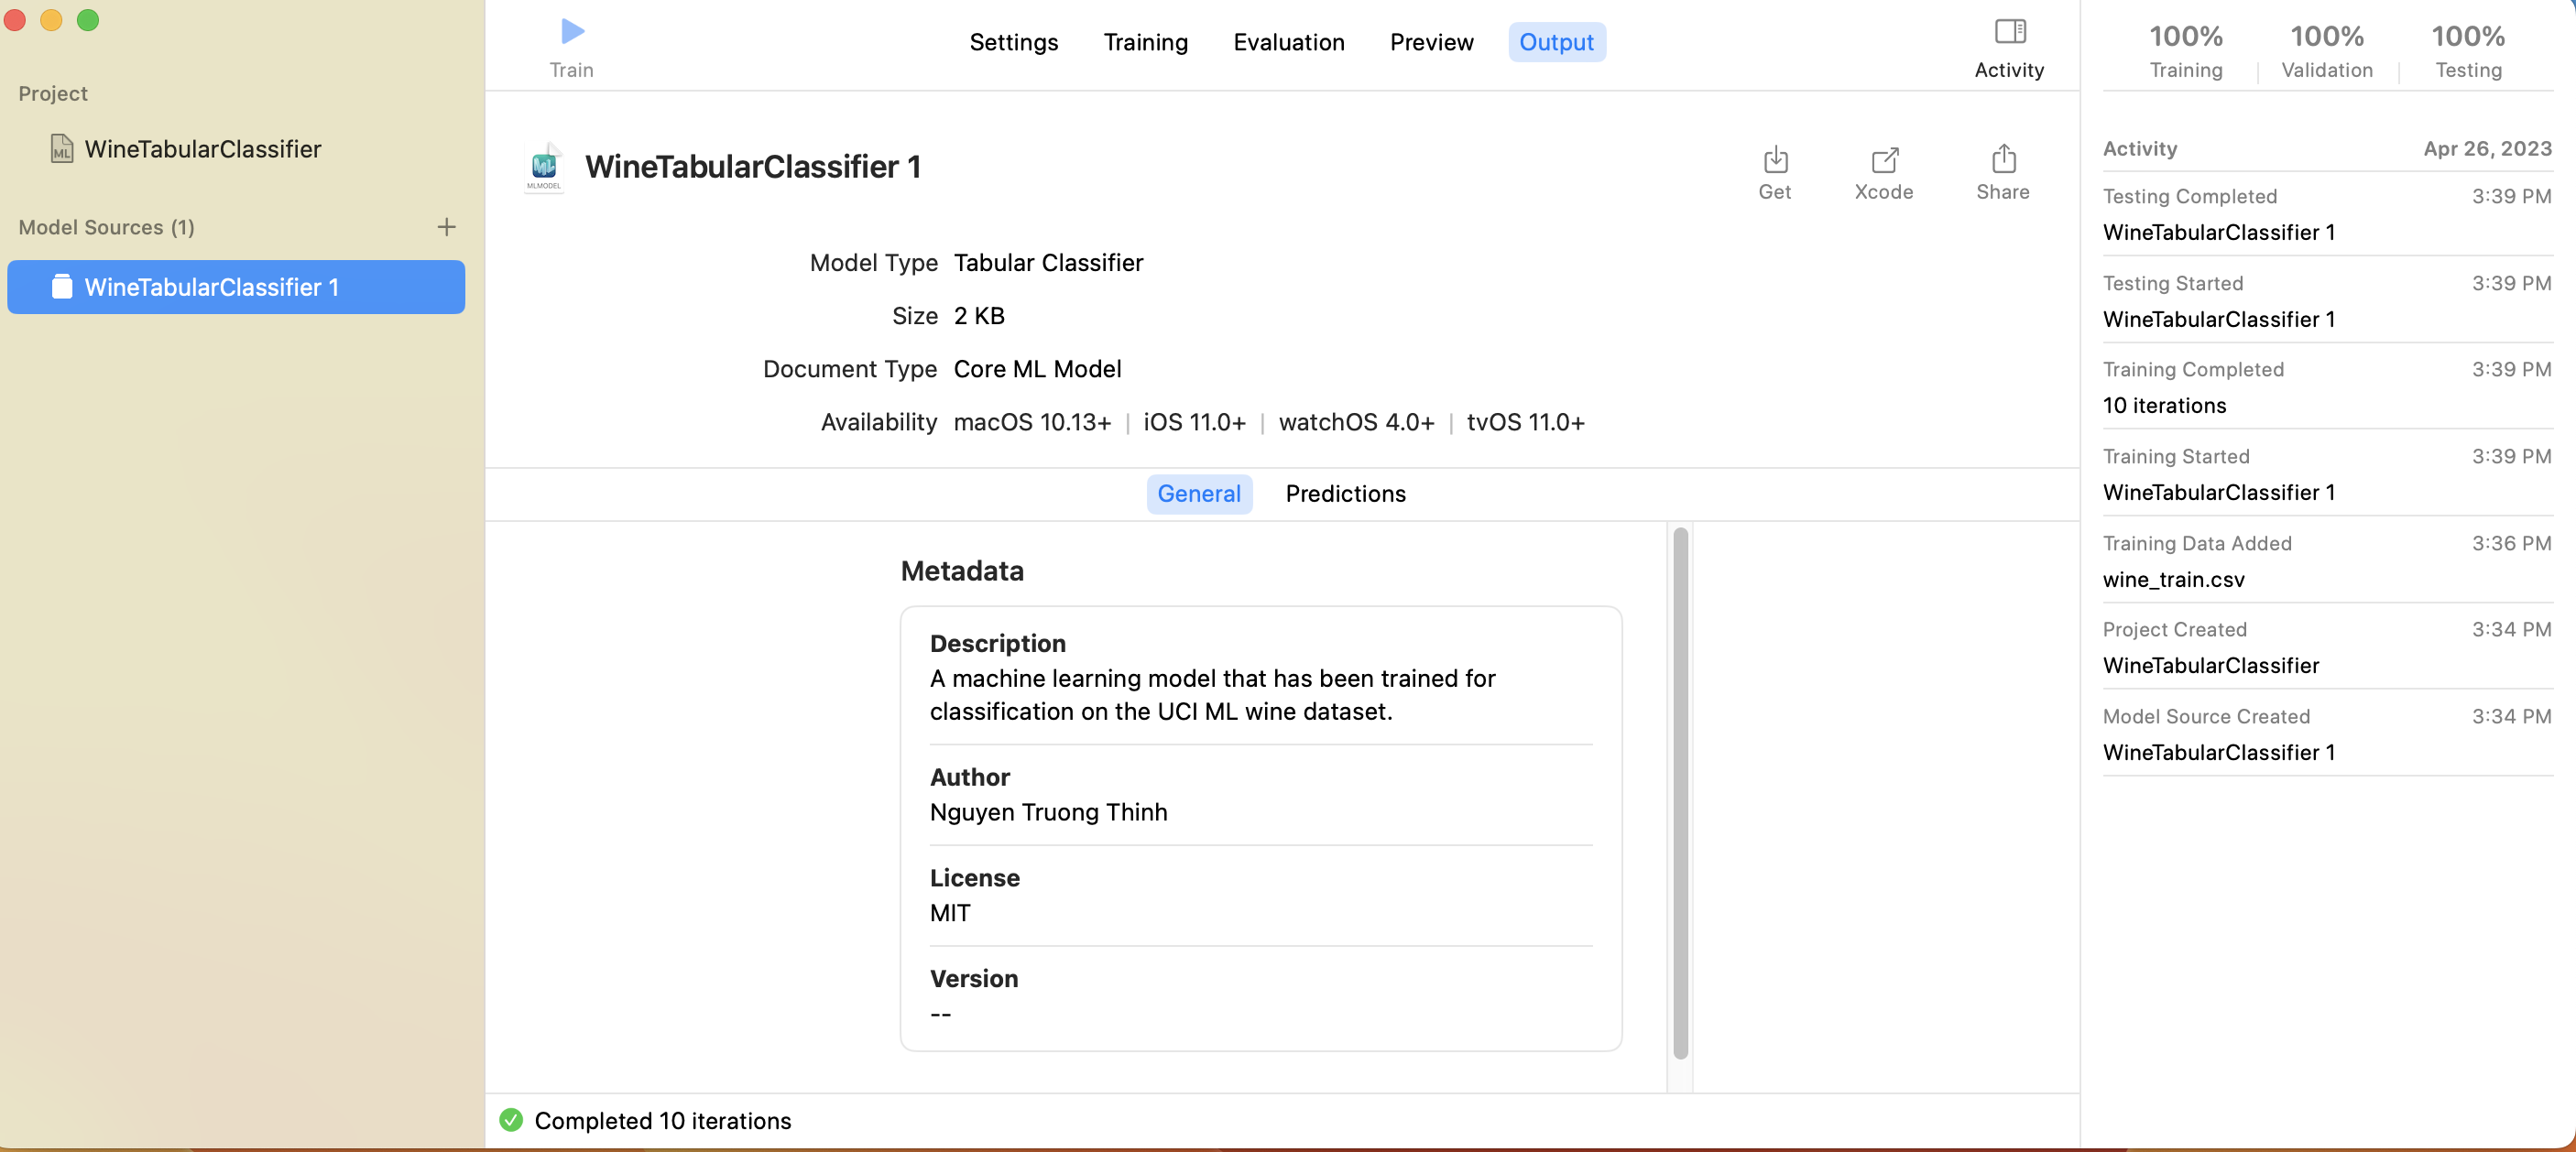 Project
ML
WineTabularClassifier
Model Sources (1)
WineTabularClassifier 1
Train
Settings
Training
Evaluation
Preview
Output
Activity
ML
MLMODEL
WineTabularClassifier 1
Get
Xcode
Share
Model Type Tabular Classifier
Size 2 KB
Document Type Core ML Model
Availability macOS 10.13+ | iOS 11.0+ | watchOS 4.0+ | tvOS 11.0+
General
Predictions
Metadata
Description
A machine learning model that has been trained for
classification on the UCI ML wine dataset.
Author
Nguyen Truong Thinh
License
MIT
Version
--
Completed 10 iterations
100% 100% 100%
Training Validation Testing
Activity Apr 26, 2023
Testing Completed 3:39 PM
WineTabularClassifier 1
Testing Started 3:39 PM
WineTabularClassifier 1
Training Completed 3:39 PM
10 iterations
Training Started 3:39 PM
WineTabularClassifier 1
Training Data Added 3:36 PM
wine_train.csv
Project Created 3:34 PM
WineTabularClassifier
Model Source Created 3:34 PM
WineTabularClassifier 1